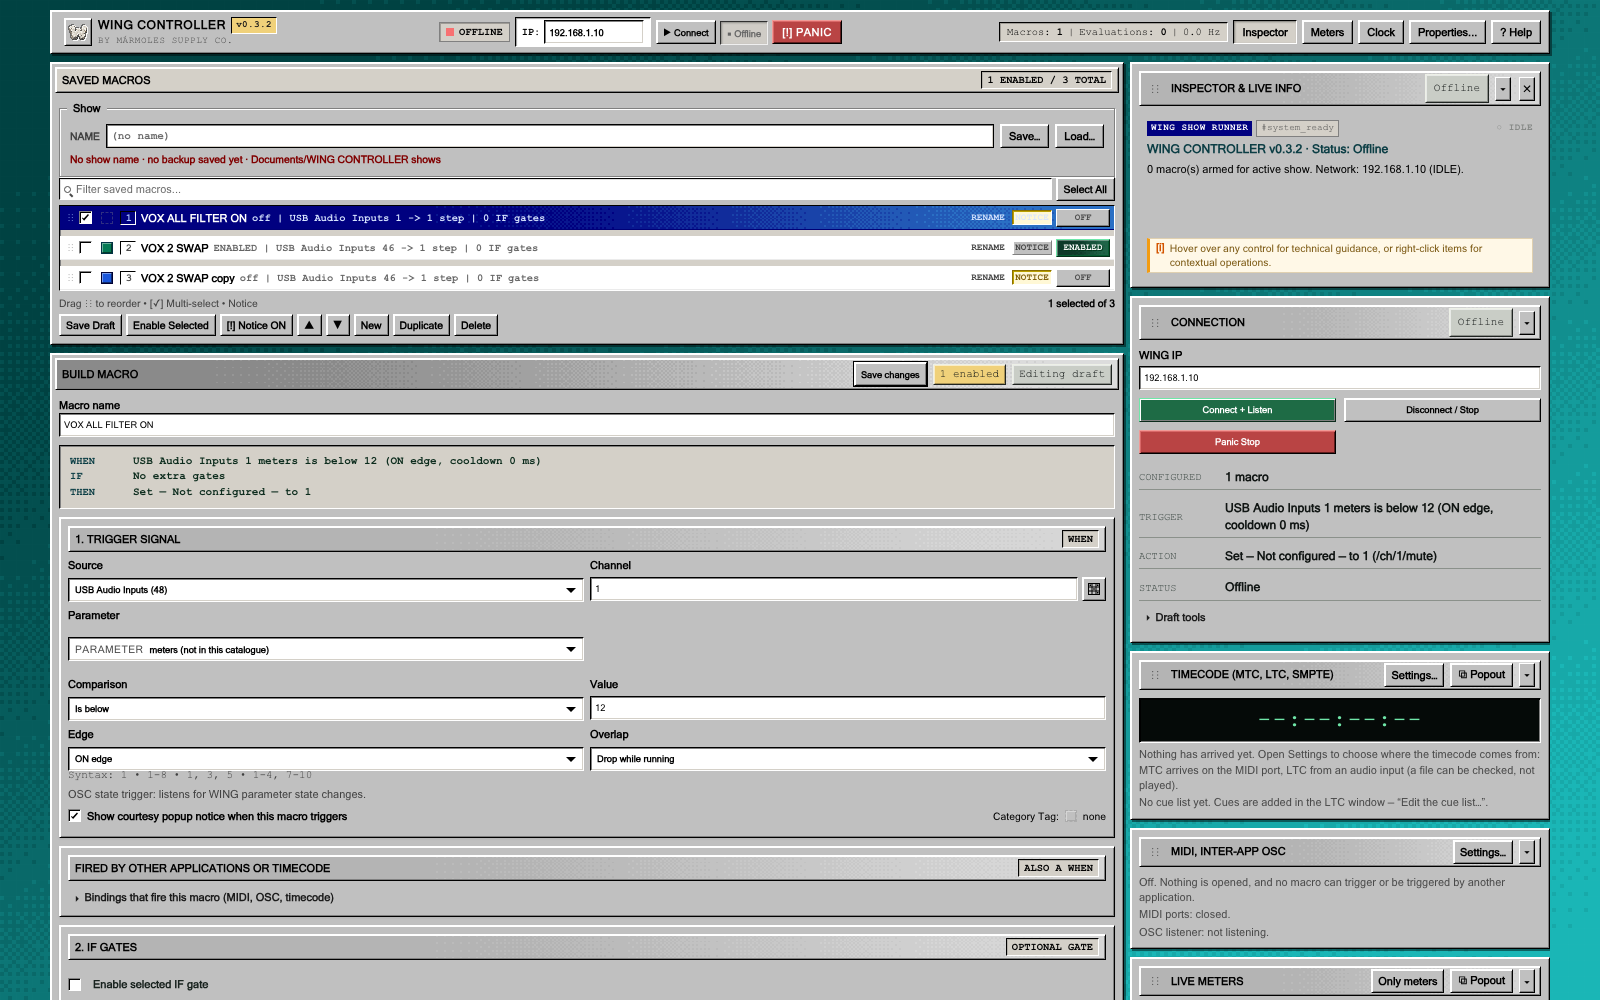 WING CONTROLLER v0.3.2
BY MÁRMOLES SUPPLY CO.
OFFLINE
IP: 192.168.1.10
Connect
Offline
[!] PANIC
Macros: 1 | Evaluations: 0 | 0.0 Hz
Inspector
Meters
Clock
Properties...
? Help
SAVED MACROS
1 ENABLED / 3 TOTAL
Show
NAME (no name)
Save...
Load...
No show name · no backup saved yet · Documents/WING CONTROLLER shows
Filter saved macros...
Select All
1 VOX ALL FILTER ON off | USB Audio Inputs 1 -> 1 step | 0 IF gates RENAME NOTICE OFF
2 VOX 2 SWAP ENABLED | USB Audio Inputs 46 -> 1 step | 0 IF gates RENAME NOTICE ENABLED
3 VOX 2 SWAP copy off | USB Audio Inputs 46 -> 1 step | 0 IF gates RENAME NOTICE OFF
Drag ⁝⁝ to reorder • [✓] Multi-select • Notice
1 selected of 3
Save Draft
Enable Selected
[!] Notice ON
▲
▼
New
Duplicate
Delete
BUILD MACRO
Save changes
1 enabled
Editing draft
Macro name
VOX ALL FILTER ON
WHEN USB Audio Inputs 1 meters is below 12 (ON edge, cooldown 0 ms)
IF No extra gates
THEN Set — Not configured — to 1
1. TRIGGER SIGNAL
WHEN
Source
Channel
USB Audio Inputs (48)
1
Parameter
PARAMETER meters (not in this catalogue)
Comparison
Value
Is below
12
Edge
Overlap
ON edge
Drop while running
Syntax: 1 • 1-8 • 1, 3, 5 • 1-4, 7-10
OSC state trigger: listens for WING parameter state changes.
Show courtesy popup notice when this macro triggers
Category Tag: none
FIRED BY OTHER APPLICATIONS OR TIMECODE
ALSO A WHEN
Bindings that fire this macro (MIDI, OSC, timecode)
2. IF GATES
OPTIONAL GATE
Enable selected IF gate
INSPECTOR & LIVE INFO
Offline
WING SHOW RUNNER
#system_ready
IDLE
WING CONTROLLER v0.3.2 · Status: Offline
0 macro(s) armed for active show. Network: 192.168.1.10 (IDLE).
[i] Hover over any control for technical guidance, or right-click items for
contextual operations.
CONNECTION
Offline
WING IP
192.168.1.10
Connect + Listen
Disconnect / Stop
Panic Stop
CONFIGURED 1 macro
TRIGGER USB Audio Inputs 1 meters is below 12 (ON edge,
cooldown 0 ms)
ACTION Set — Not configured — to 1 (/ch/1/mute)
STATUS Offline
Draft tools
TIMECODE (MTC, LTC, SMPTE)
Settings...
Popout
--:--:--:--
Nothing has arrived yet. Open Settings to choose where the timecode comes from:
MTC arrives on the MIDI port, LTC from an audio input (a file can be checked, not
played).
No cue list yet. Cues are added in the LTC window – “Edit the cue list…”.
MIDI, INTER-APP OSC
Settings...
Off. Nothing is opened, and no macro can trigger or be triggered by another
application.
MIDI ports: closed.
OSC listener: not listening.
LIVE METERS
Only meters
Popout